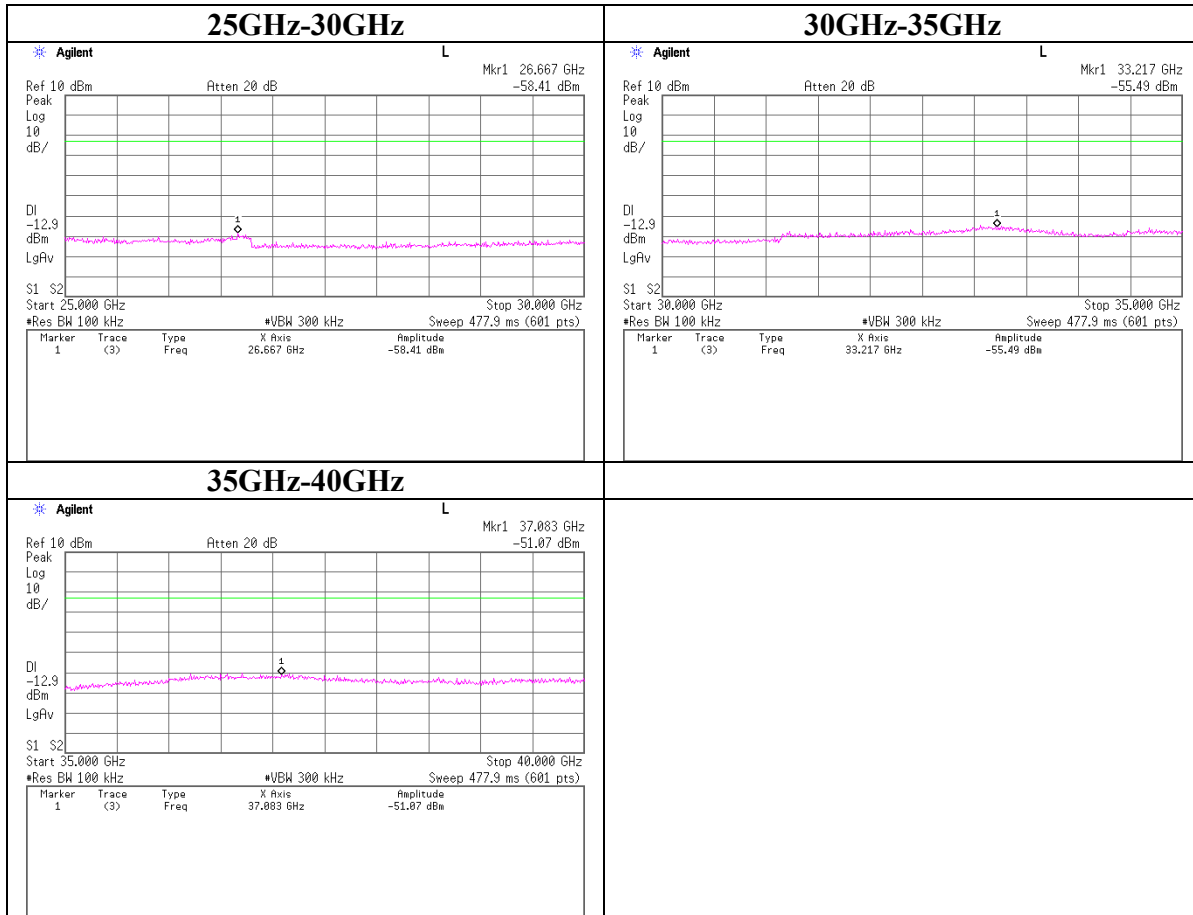 25GHz-30GHz
Agilent L
Mkr1 26.667 GHz
Ref 10 dBm Atten 20 dB -58.41 dBm
Peak
Log
10
dB/
1
DI
-12.9
dBm
LgAv
S1 S2
Start 25.000 GHz Stop 30.000 GHz
#Res BW 100 kHz #VBW 300 kHz Sweep 477.9 ms (601 pts)
Marker Trace Type X Axis Amplitude
1 (3) Freq 26.667 GHz -58.41 dBm
30GHz-35GHz
Agilent L
Mkr1 33.217 GHz
Ref 10 dBm Atten 20 dB -55.49 dBm
Peak
Log
10
dB/
1
DI
-12.9
dBm
LgAv
S1 S2
Start 30.000 GHz Stop 35.000 GHz
#Res BW 100 kHz #VBW 300 kHz Sweep 477.9 ms (601 pts)
Marker Trace Type X Axis Amplitude
1 (3) Freq 33.217 GHz -55.49 dBm
35GHz-40GHz
Agilent L
Mkr1 37.083 GHz
Ref 10 dBm Atten 20 dB -51.07 dBm
Peak
Log
10
dB/
1
DI
-12.9
dBm
LgAv
S1 S2
Start 35.000 GHz Stop 40.000 GHz
#Res BW 100 kHz #VBW 300 kHz Sweep 477.9 ms (601 pts)
Marker Trace Type X Axis Amplitude
1 (3) Freq 37.083 GHz -51.07 dBm